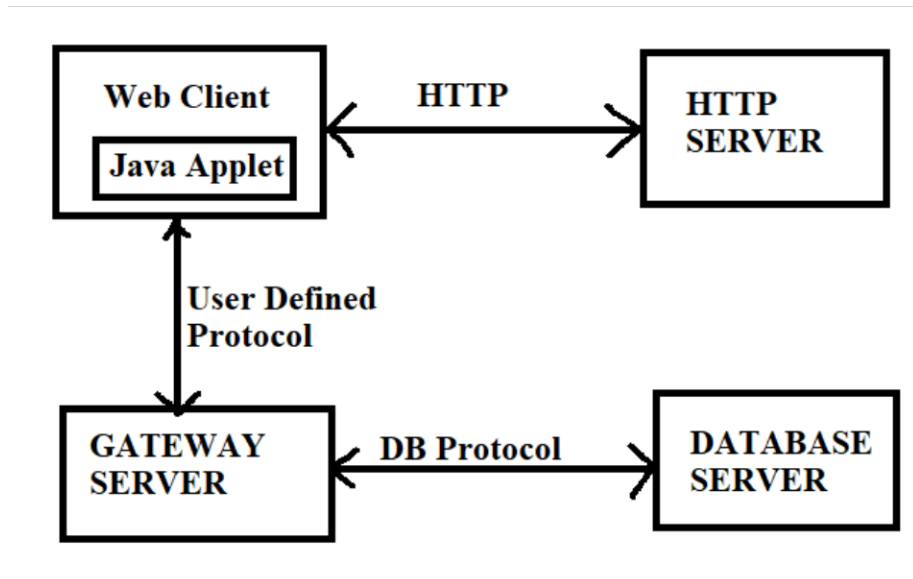 Web Client
Java Applet
HTTP
HTTP
SERVER
User Defined
Protocol
GATEWAY
SERVER
DB Protocol
DATABASE
SERVER